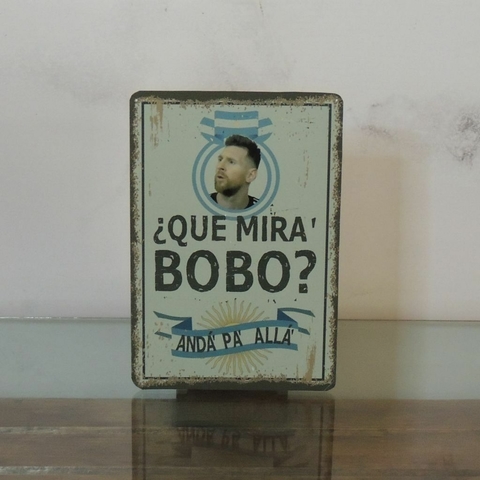 ¿QUE MIRA'
BOBO?
ANDÁ PA' ALLÁ